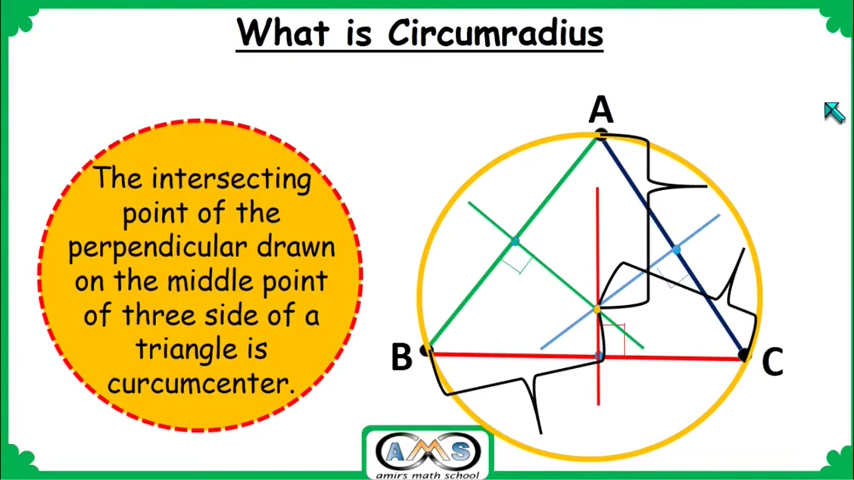 What is Circumradius
A
The intersecting
point of the
perpendicular drawn
on the middle point
of three side of a
triangle is
curcumcenter.
B
C
AMS
amirs math school